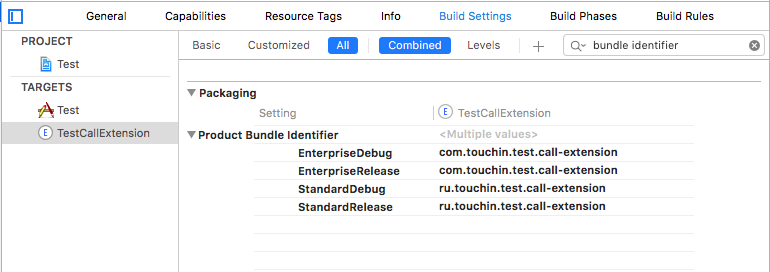 General Capabilities Resource Tags Info Build Settings Build Phases Build Rules
PROJECT
Test
TARGETS
Test
E TestCallExtension
Basic Customized All Combined Levels + bundle identifier
Packaging
Setting E TestCallExtension
Product Bundle Identifier <Multiple values>
EnterpriseDebug com.touchin.test.call-extension
EnterpriseRelease com.touchin.test.call-extension
StandardDebug ru.touchin.test.call-extension
StandardRelease ru.touchin.test.call-extension